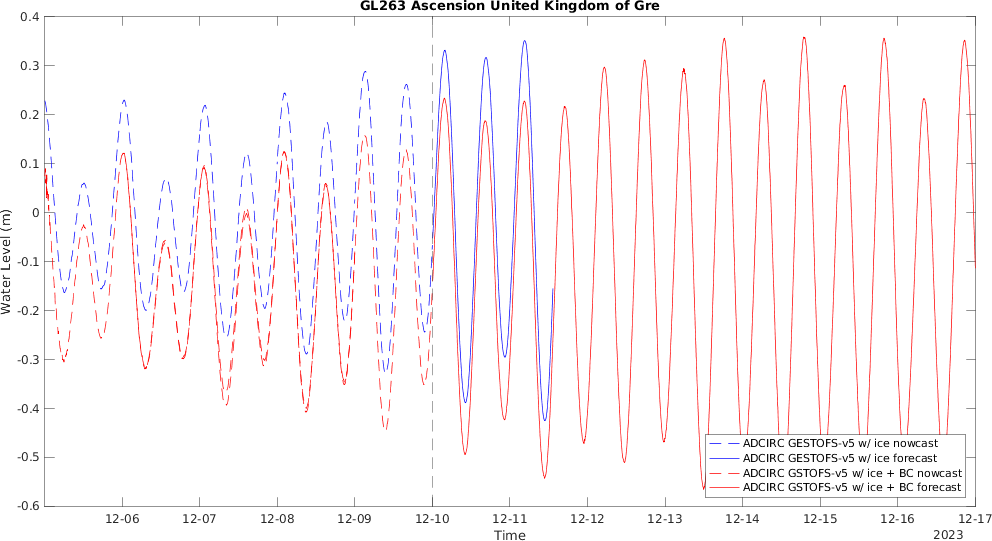 GL263 Ascension United Kingdom of Gre
0.4
0.3
0.2
0.1
0
-0.1
-0.2
-0.3
-0.4
-0.5
-0.6
Water Level (m)
ADCIRC GESTOFS-v5 w/ ice nowcast
ADCIRC GESTOFS-v5 w/ ice forecast
ADCIRC GSTOFS-v5 w/ ice + BC nowcast
ADCIRC GSTOFS-v5 w/ ice + BC forecast
12-06 12-07 12-08 12-09 12-10 12-11 12-12 12-13 12-14 12-15 12-16 12-17
Time
2023